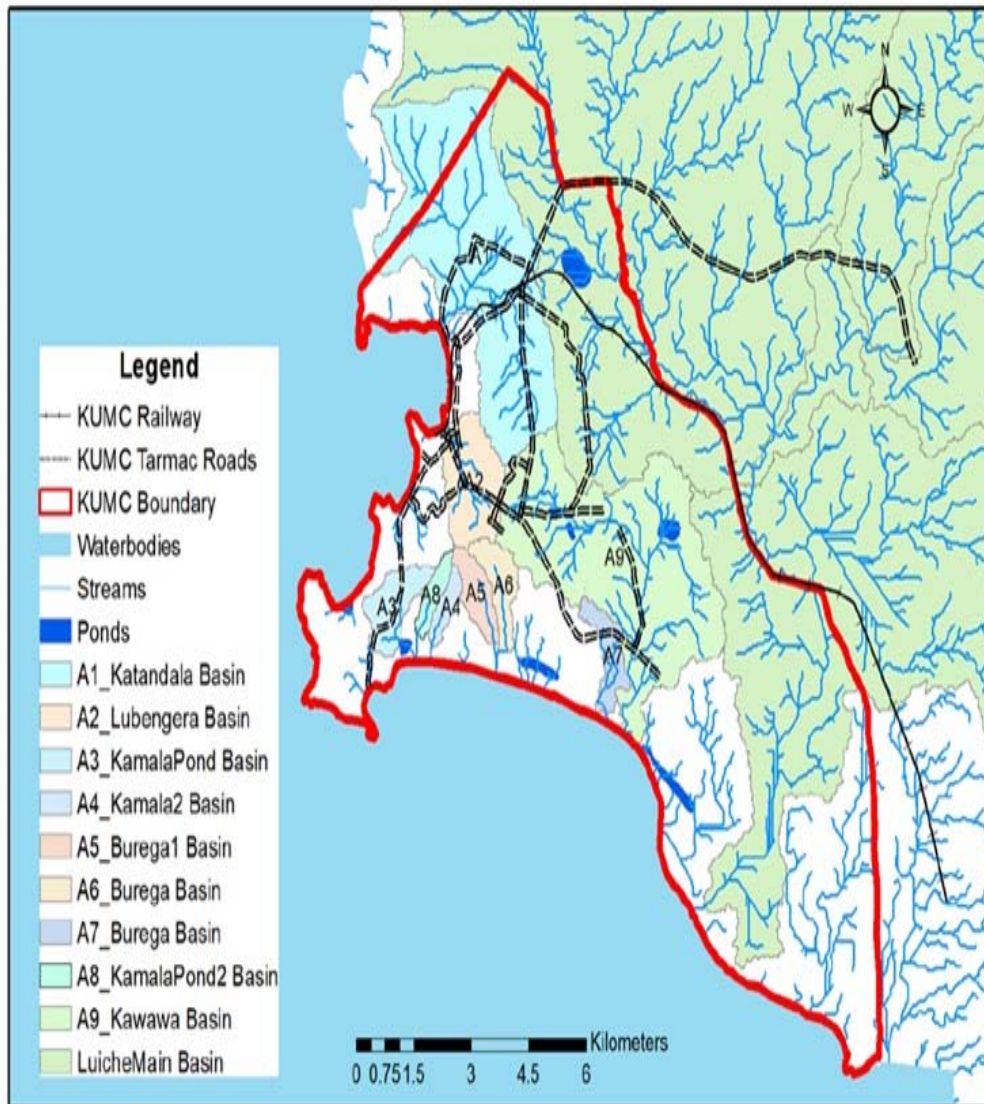 N
W E
S
A1
A2
A9
A3
A8
A4
A5
A6
A7
Legend
KUMC Railway
KUMC Tarmac Roads
KUMC Boundary
Waterbodies
Streams
Ponds
A1_Katandala Basin
A2_Lubengera Basin
A3_KamalaPond Basin
A4_Kamala2 Basin
A5_Burega1 Basin
A6_Burega Basin
A7_Burega Basin
A8_KamalaPond2 Basin
A9_Kawawa Basin
LuicheMain Basin
Kilometers
0 0.75 1.5 3 4.5 6